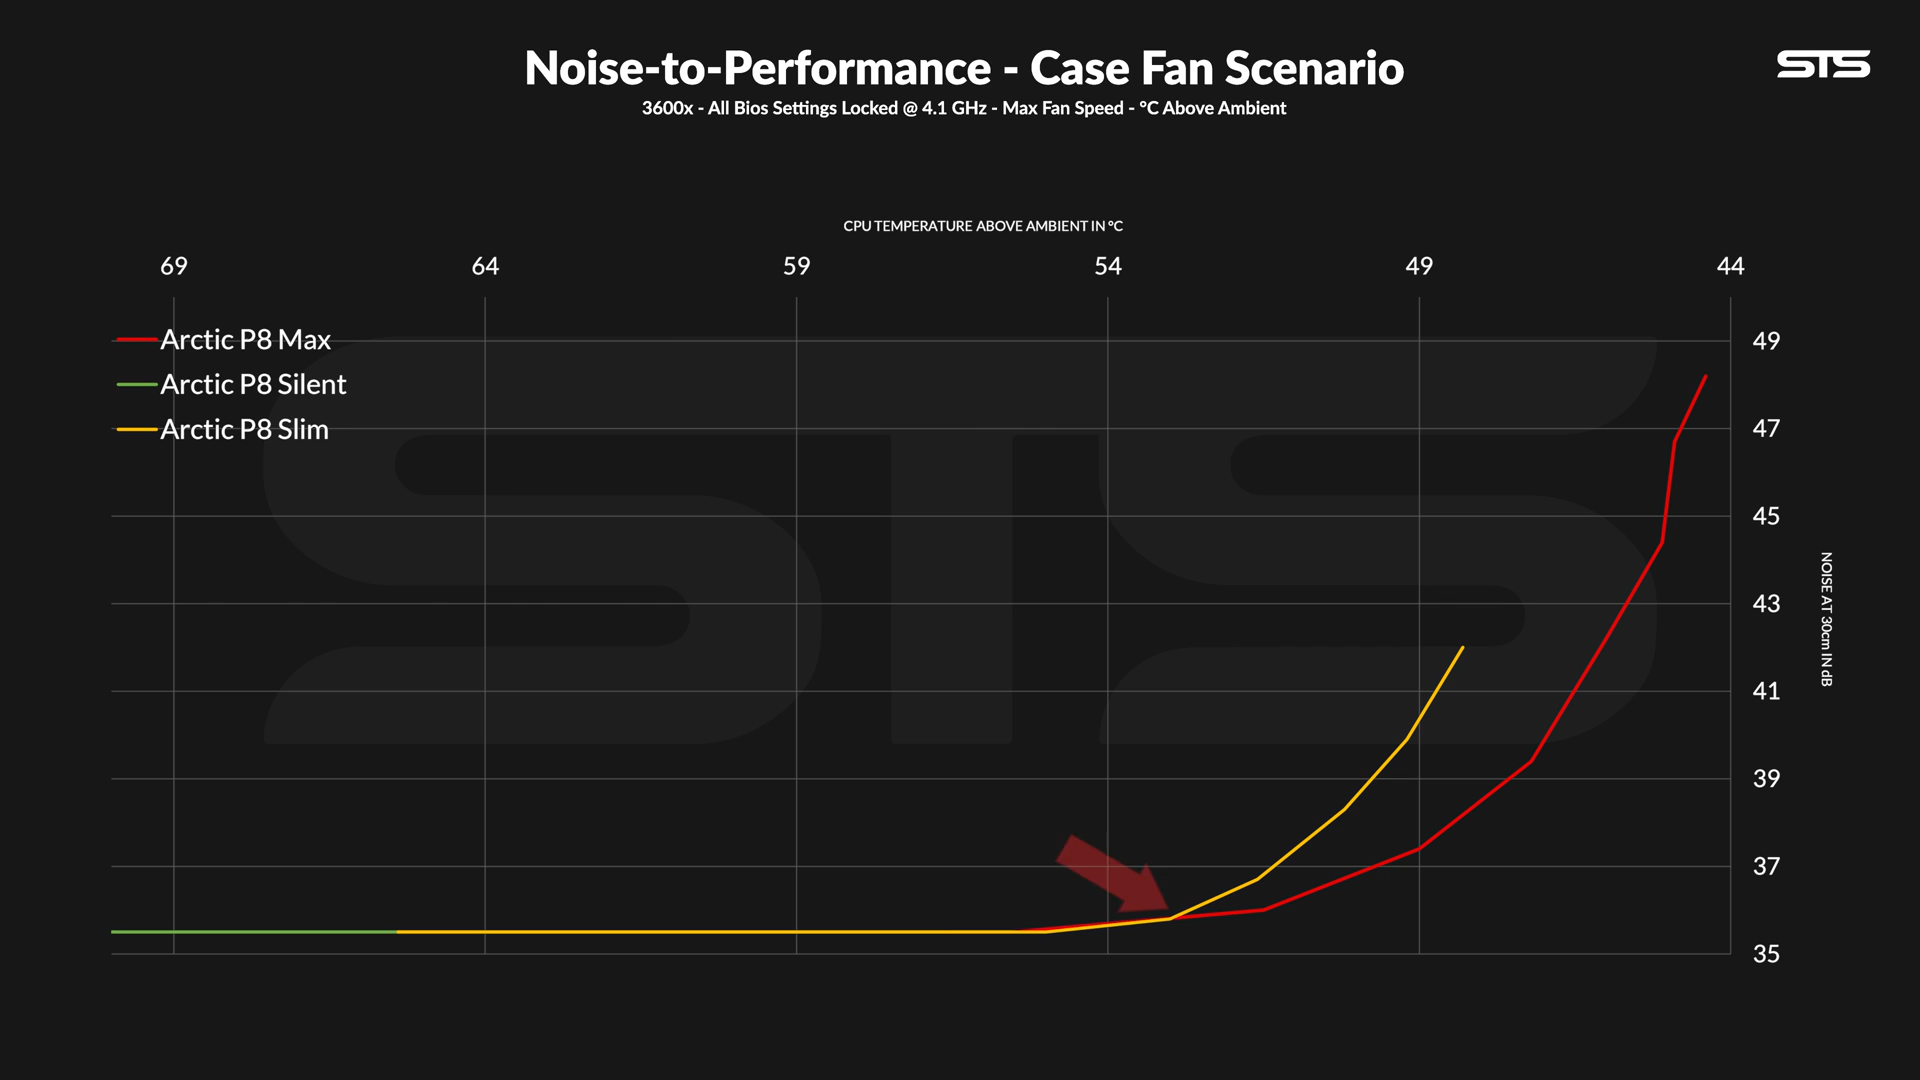 Noise-to-Performance - Case Fan Scenario
STS
3600x - All Bios Settings Locked @ 4.1 GHz - Max Fan Speed - °C Above Ambient
CPU TEMPERATURE ABOVE AMBIENT IN °C
69 64 59 54 49 44
Arctic P8 Max
Arctic P8 Silent
Arctic P8 Slim
49
47
45
43
41
39
37
35
NOISE AT 30cm IN dB
STS